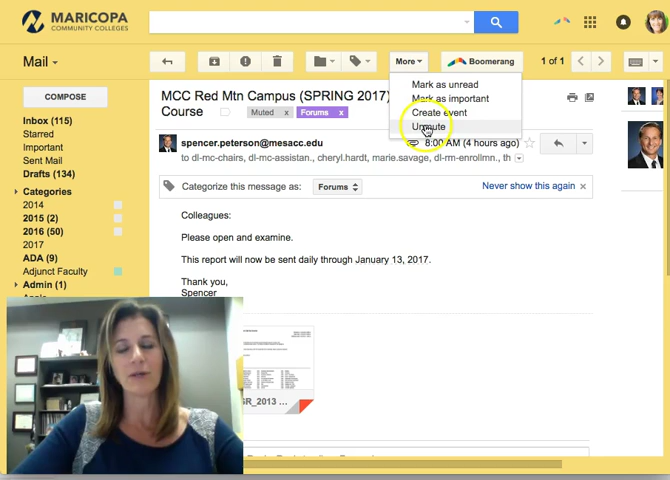 MARICOPA
COMMUNITY COLLEGES
Mail
More
Boomerang
1 of 1
Mark as unread
Mark as important
Create event
Unmute
COMPOSE
Inbox (115)
Starred
Important
Sent Mail
Drafts (134)
Categories
2014
2015 (2)
2016 (50)
2017
ADA (9)
Adjunct Faculty
Admin (1)
MCC Red Mtn Campus (SPRING 2017)
Course
Muted x
Forums x
spencer.peterson@mesacc.edu
8:00 AM (4 hours ago)
to dl-mc-chairs, dl-mc-assistan., cheryl.hardt, marie.savage, dl-rm-enrollmn., th
Categorize this message as: Forums
Never show this again x
Colleagues:
Please open and examine.
This report will now be sent daily through January 13, 2017.
Thank you,
Spencer
GR_2013 ...